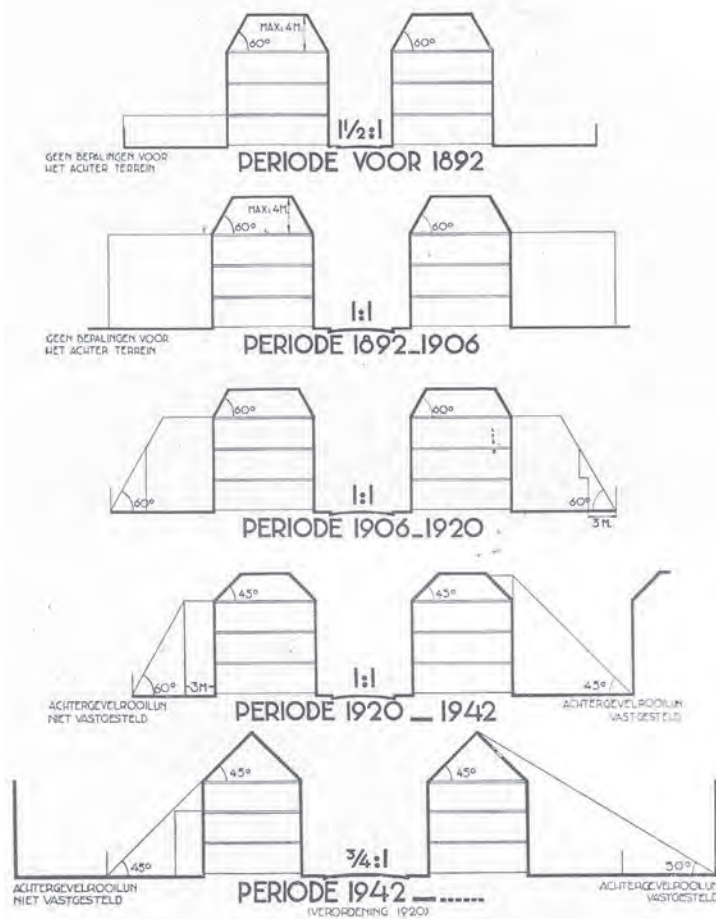 MAX: 4M.
60°
60°
1½:1
GEEN BEPALINGEN VOOR
HET ACHTER TERREIN
PERIODE VOOR 1892
MAX: 4M.
60°
60°
1:1
GEEN BEPALINGEN VOOR
HET ACHTER TERREIN
PERIODE 1892_1906
60°
60°
60°
1:1
60°
3M.
PERIODE 1906_1920
45°
45°
60°
3M
1:1
45°
ACHTERGEVELROOILIJN
NIET VASTGESTELD
PERIODE 1920_1942
ACHTERGEVELROOILIJN
VASTGESTELD
45°
45°
45°
¾:1
30°
ACHTERGEVELROOILIJN
NIET VASTGESTELD
PERIODE 1942_......
(VERORDENING 1920)
ACHTERGEVELROOILIJN
VASTGESTELD